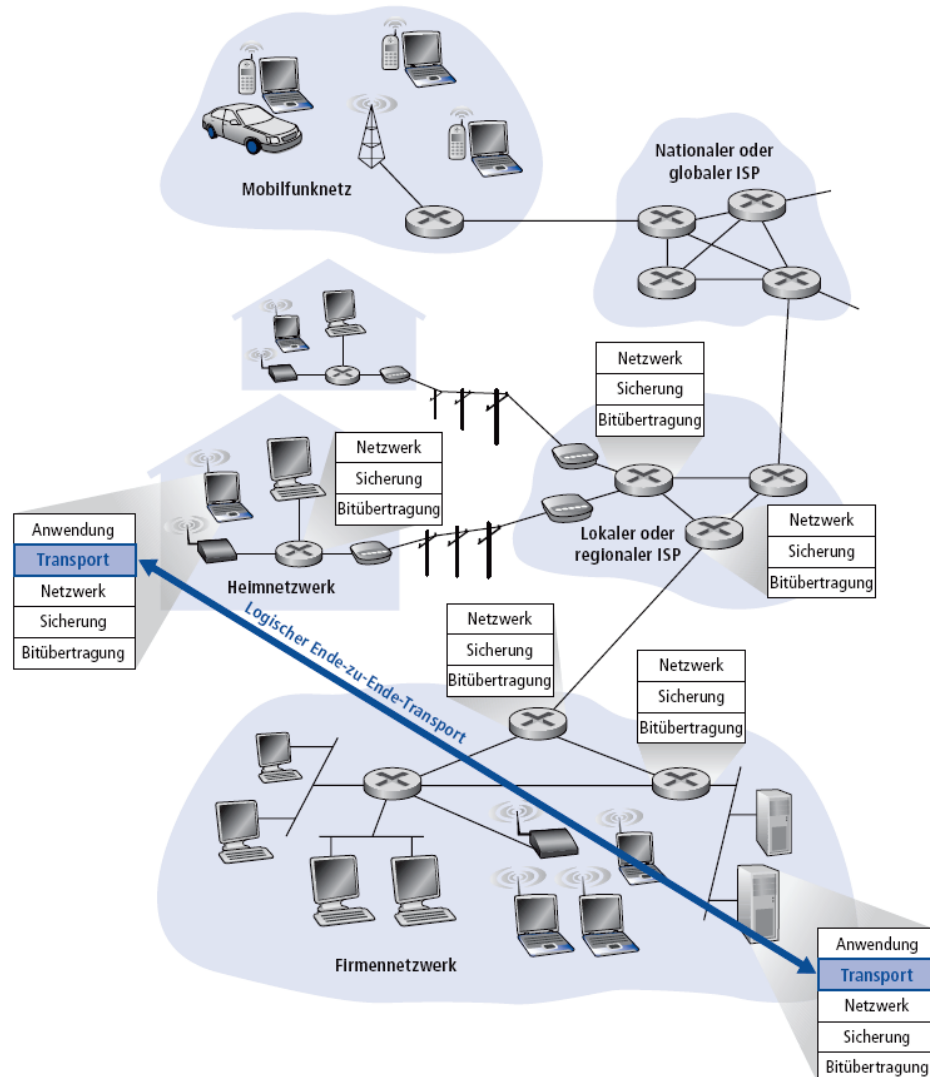 Mobilfunknetz
Nationaler oder
globaler ISP
Netzwerk
Sicherung
Bitübertragung
Netzwerk
Sicherung
Bitübertragung
Lokaler oder
regionaler ISP
Netzwerk
Sicherung
Bitübertragung
Heimnetzwerk
Anwendung
Transport
Netzwerk
Sicherung
Bitübertragung
Logischer Ende-zu-Ende-Transport
Netzwerk
Sicherung
Bitübertragung
Netzwerk
Sicherung
Bitübertragung
Firmennetzwerk
Anwendung
Transport
Netzwerk
Sicherung
Bitübertragung